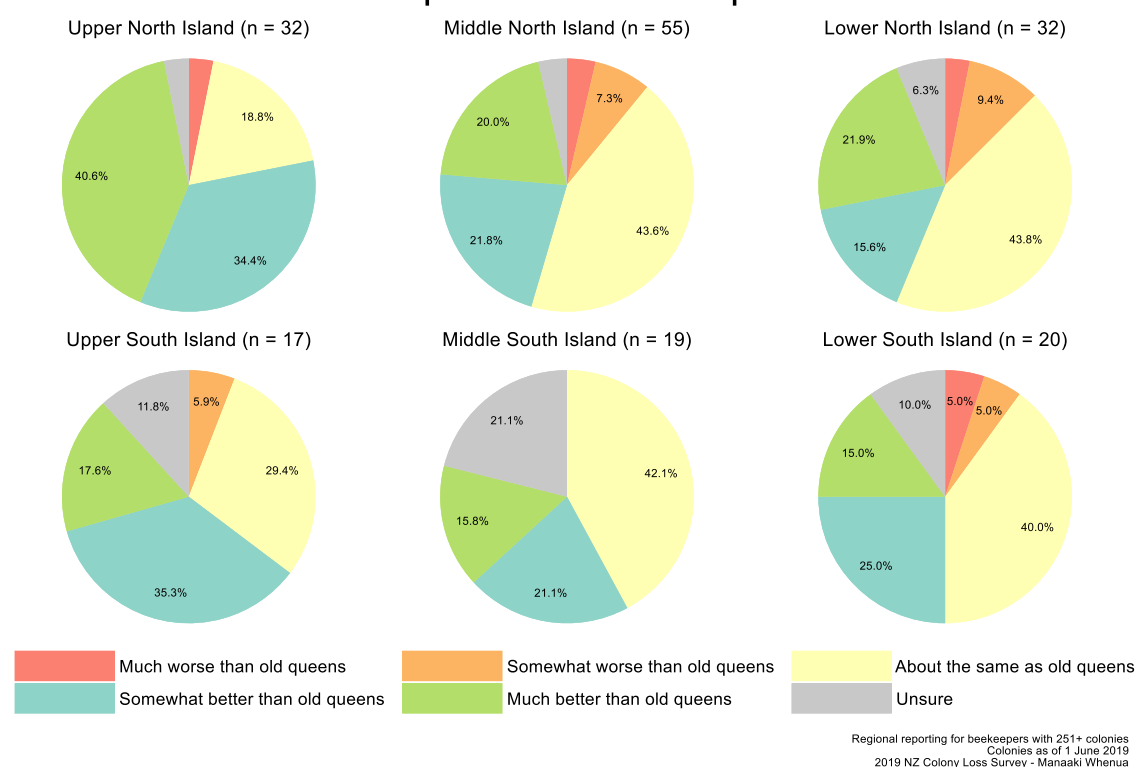 Upper North Island (n = 32)
Middle North Island (n = 55)
Lower North Island (n = 32)
18.8%
34.4%
40.6%
7.3%
43.6%
21.8%
20.0%
9.4%
43.8%
15.6%
21.9%
6.3%
Upper South Island (n = 17)
Middle South Island (n = 19)
Lower South Island (n = 20)
5.9%
29.4%
35.3%
17.6%
11.8%
42.1%
21.1%
15.8%
21.1%
5.0%
5.0%
40.0%
25.0%
15.0%
10.0%
Much worse than old queens
Somewhat worse than old queens
About the same as old queens
Somewhat better than old queens
Much better than old queens
Unsure
Regional reporting for beekeepers with 251+ colonies
Colonies as of 1 June 2019
2019 NZ Colony Loss Survey - Manaaki Whenua